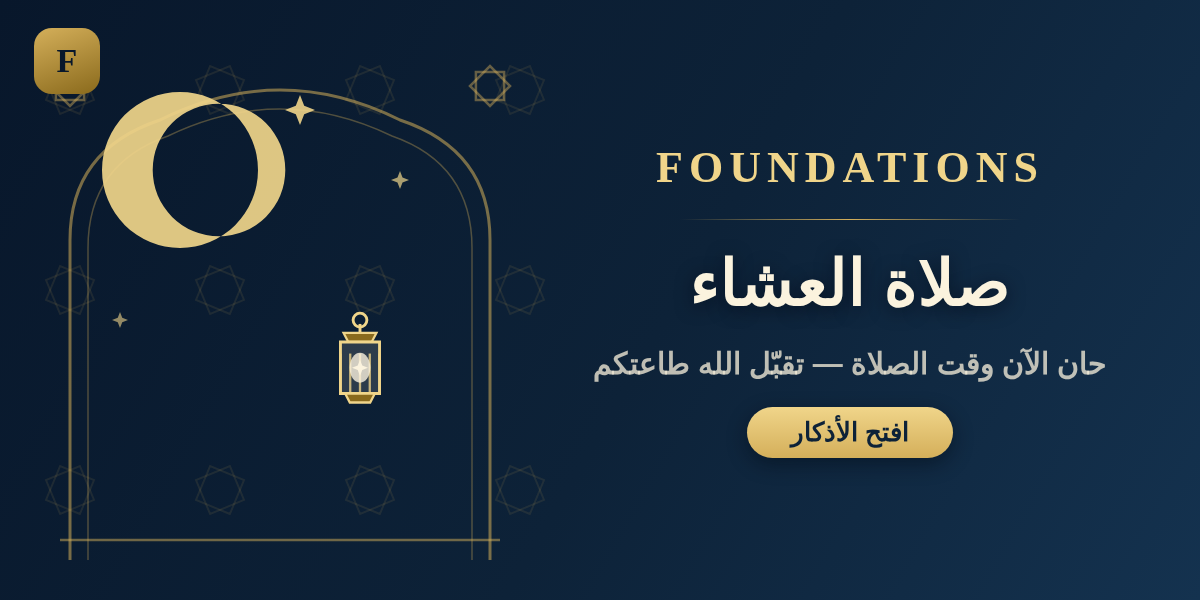 F
FOUNDATIONS
صلاة العشاء
حان الآن وقت الصلاة — تقبّل الله طاعتكم
افتح الأذكار